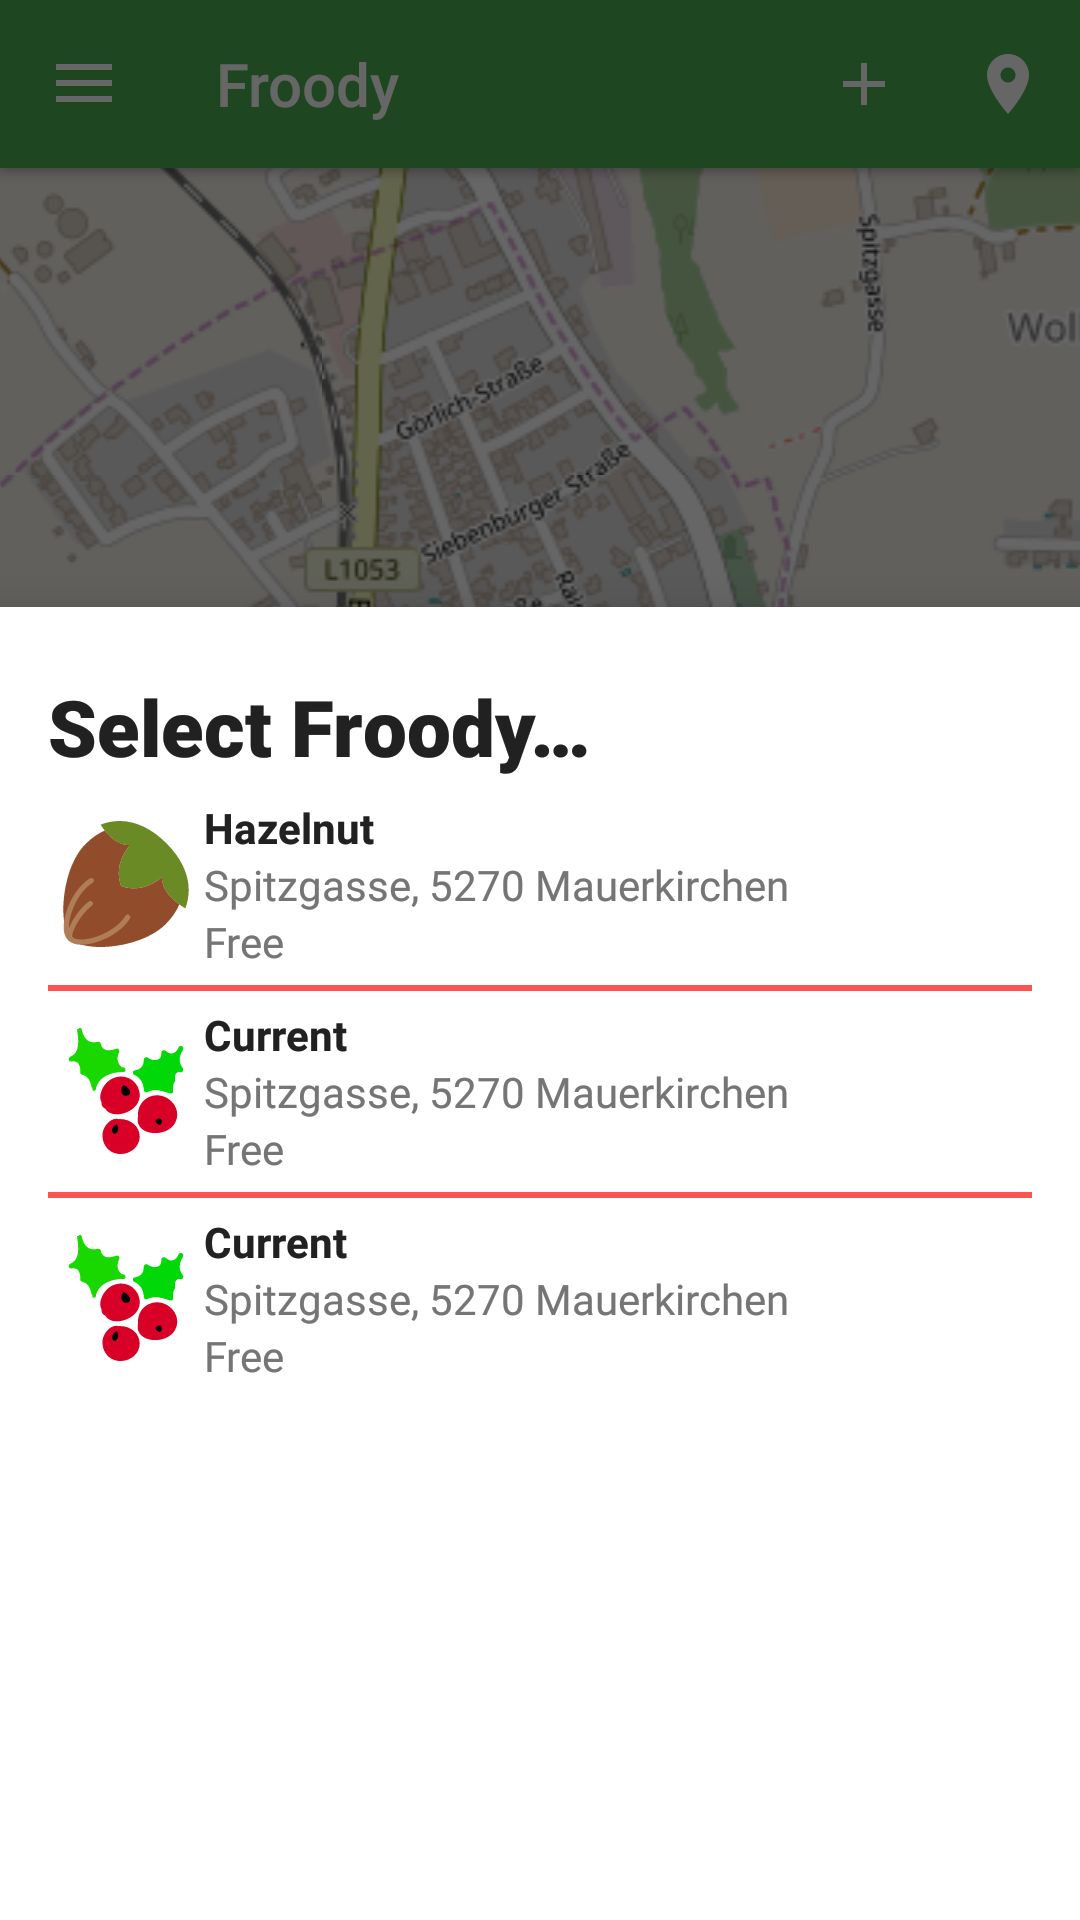 Froody
Spitzgasse
Wol
Görlich-Straße
Siebenbürger Straße
L1053
Select Froody...
Hazelnut
Spitzgasse, 5270 Mauerkirchen
Free
Current
Spitzgasse, 5270 Mauerkirchen
Free
Current
Spitzgasse, 5270 Mauerkirchen
Free